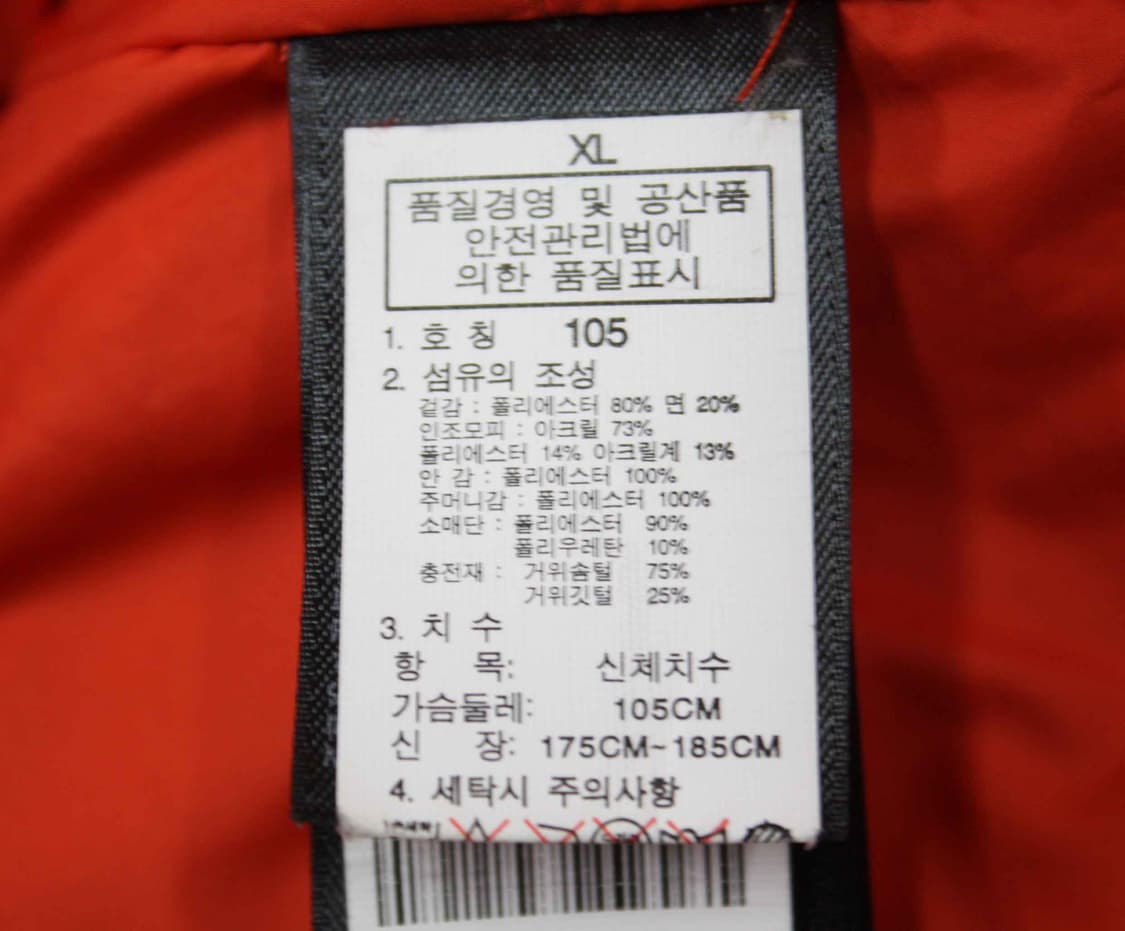 XL
품질경영 및 공산품
안전관리법에
의한 품질표시
1. 호 칭 105
2. 섬유의 조성
겉감 : 폴리에스터 80% 면 20%
인조모피 : 아크릴 73%
폴리에스터 14% 아크릴계 13%
안 감 : 폴리에스터 100%
주머니감 : 폴리에스터 100%
소매단 : 폴리에스터 90%
폴리우레탄 10%
충전재 : 거위솜털 75%
거위깃털 25%
3. 치 수
항 목: 신체치수
가슴둘레: 105CM
신 장: 175CM~185CM
4. 세탁시 주의사항